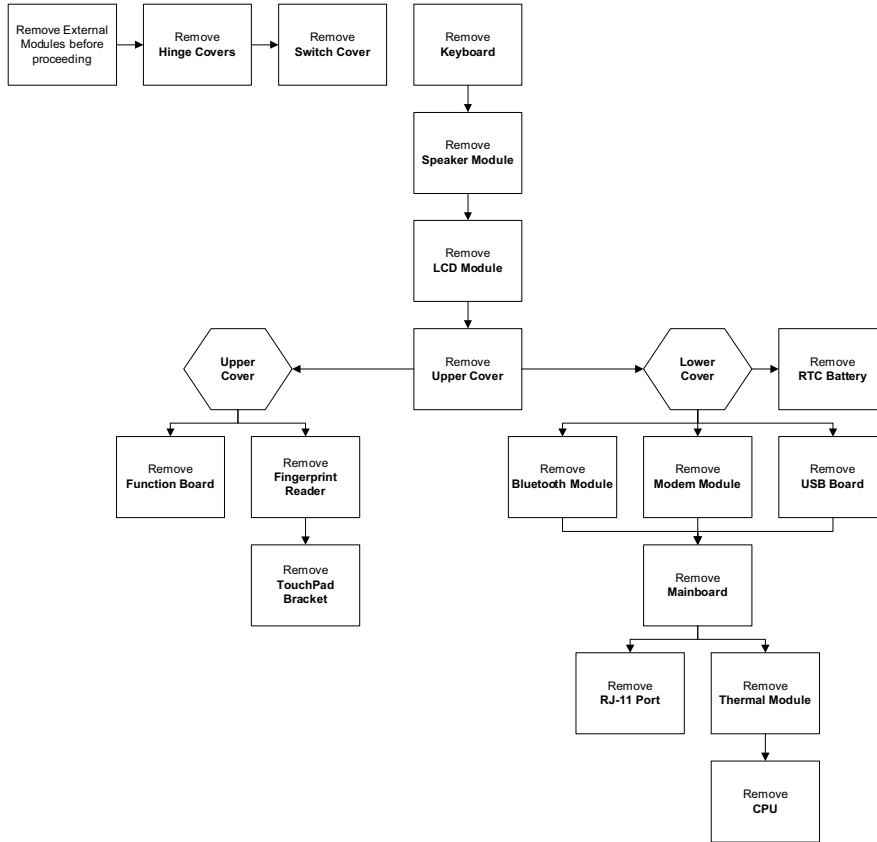 Remove External
Modules before
proceeding
Remove
Hinge Covers
Remove
Switch Cover
Remove
Keyboard
Remove
Speaker Module
Remove
LCD Module
Upper
Cover
Remove
Upper Cover
Lower
Cover
Remove
RTC Battery
Remove
Function Board
Remove
Fingerprint
Reader
Remove
Bluetooth Module
Remove
Modem Module
Remove
USB Board
Remove
TouchPad
Bracket
Remove
Mainboard
Remove
RJ-11 Port
Remove
Thermal Module
Remove
CPU